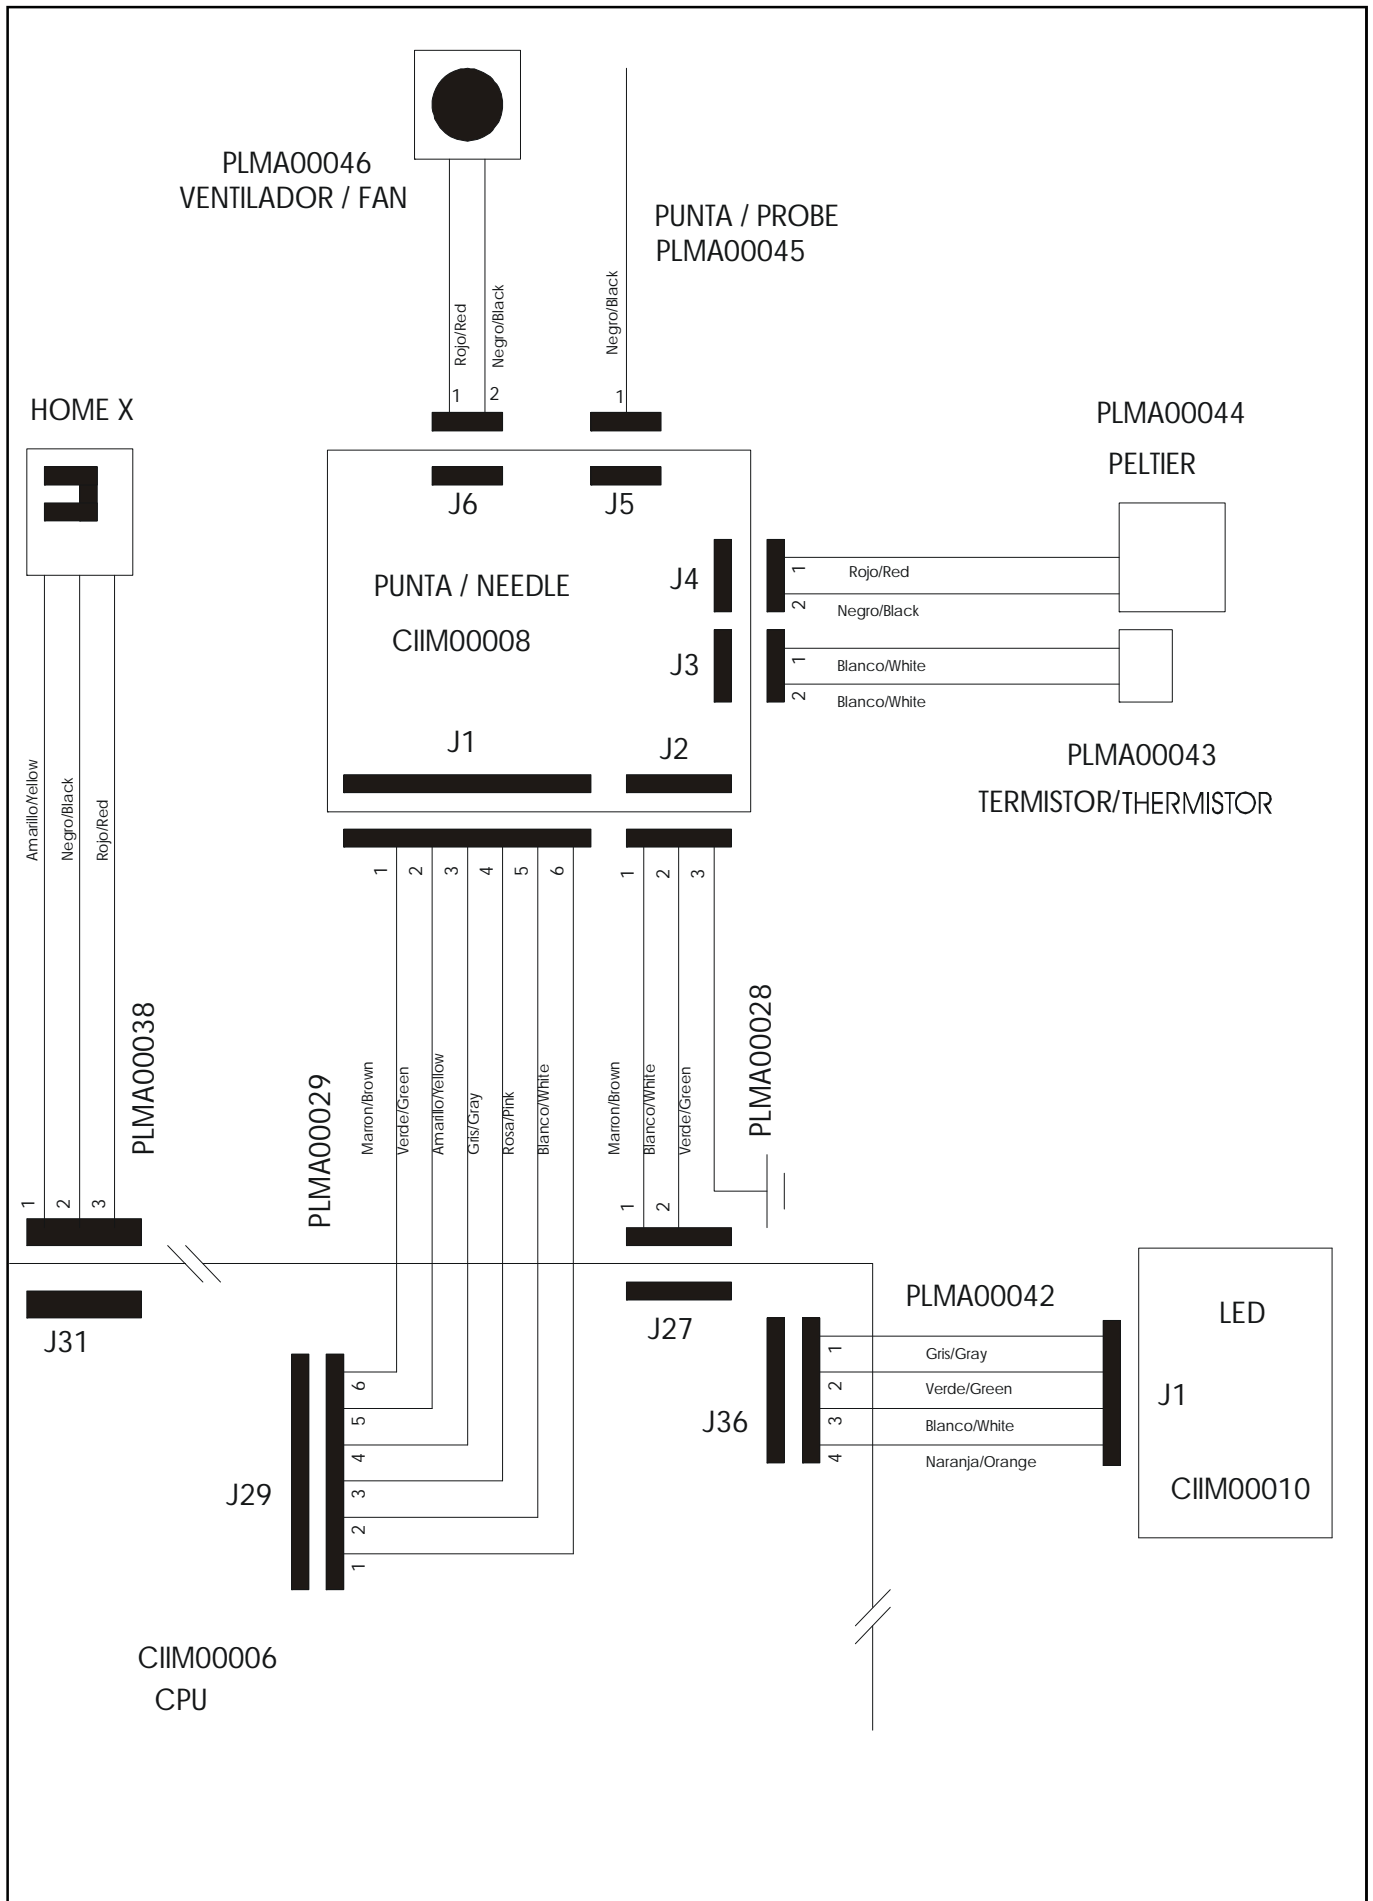 PLMA00046
VENTILADOR / FAN
PUNTA / PROBE
PLMA00045
Rojo/Red
Negro/Black
Negro/Black
1
2
1
HOME X
PLMA00044
PELTIER
J6
J5
J4
1
Rojo/Red
2
Negro/Black
PUNTA / NEEDLE
CIIM00008
J3
1
Blanco/White
2
Blanco/White
J1
J2
PLMA00043
TERMISTOR/THERMISTOR
Amarillo/Yellow
Negro/Black
Rojo/Red
1
2
3
4
5
6
1
2
3
PLMA00038
PLMA00029
Marron/Brown
Verde/Green
Amarillo/Yellow
Gris/Gray
Rosa/Pink
Blanco/White
Marron/Brown
Blanco/White
Verde/Green
PLMA00028
1
2
3
1
2
J31
J27
PLMA00042
LED
J36
1
Gris/Gray
2
Verde/Green
3
Blanco/White
4
Naranja/Orange
J1
CIIM00010
J29
6
5
4
3
2
1
CIIM00006
CPU